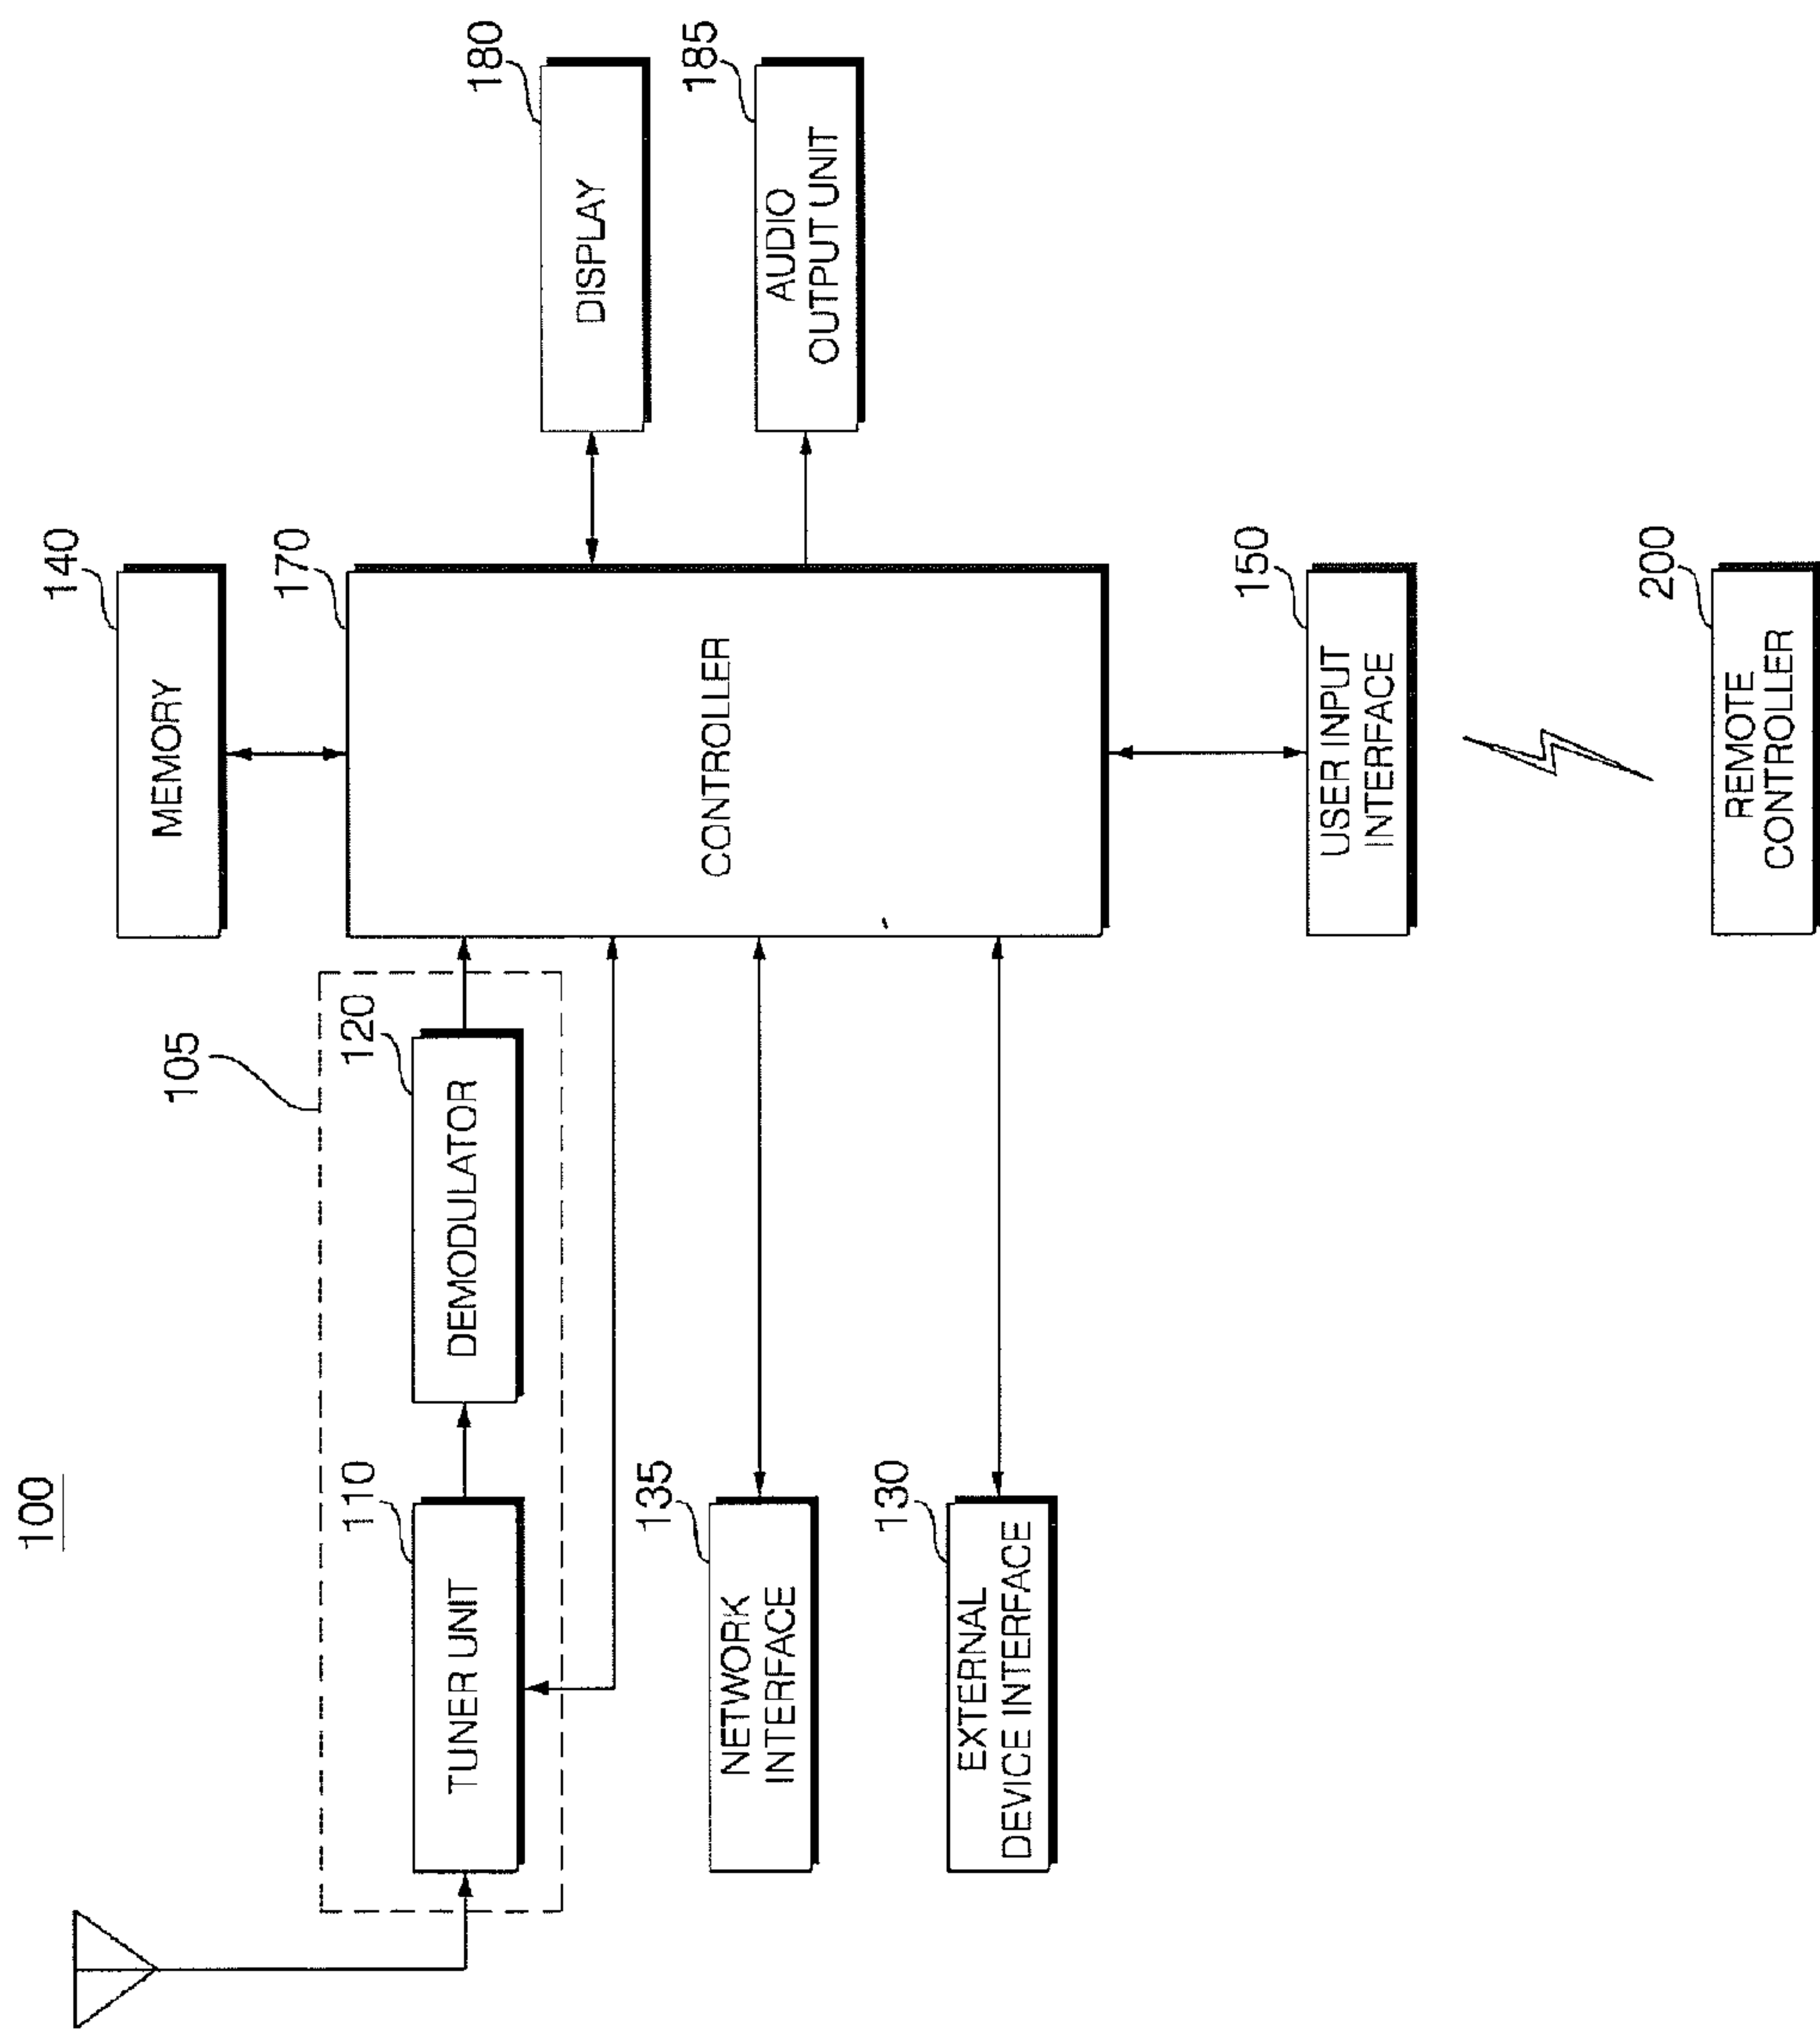 100
105
110
TUNER UNIT
120
DEMODULATOR
135
NETWORK
INTERFACE
130
EXTERNAL
DEVICE INTERFACE
140
MEMORY
170
CONTROLLER
150
USER INPUT
INTERFACE
200
REMOTE
CONTROLLER
180
DISPLAY
185
AUDIO
OUTPUT UNIT